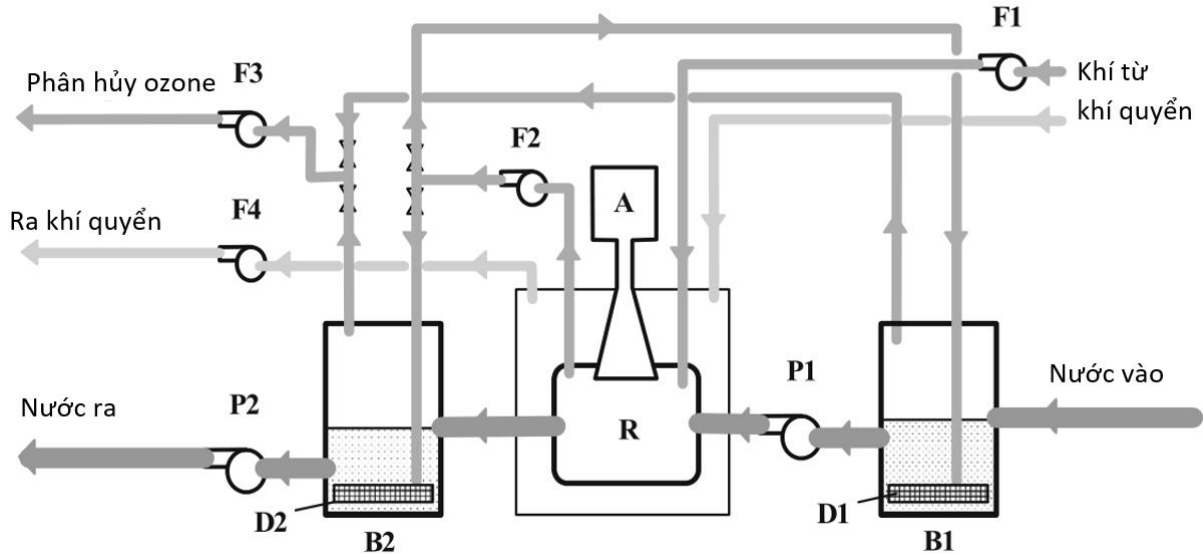 F1
Phân hủy ozone
F3
Khí từ
khí quyển
F2
A
Ra khí quyển
F4
Nước ra
P2
R
P1
Nước vào
D2
B2
D1
B1